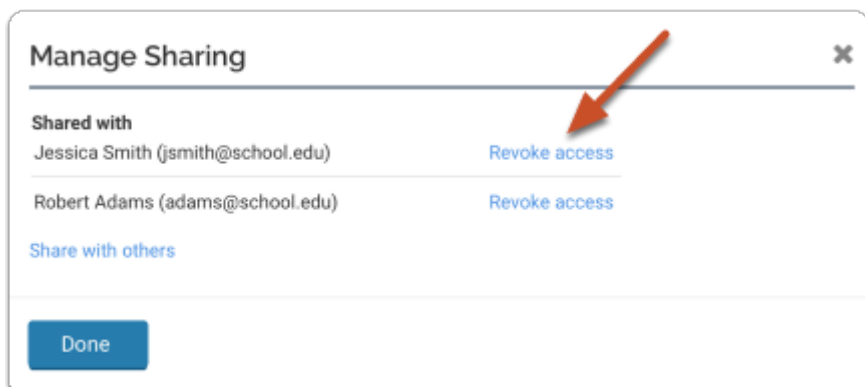 Manage Sharing
Shared with
Jessica Smith (jsmith@school.edu) Revoke access
Robert Adams (adams@school.edu) Revoke access
Share with others
Done